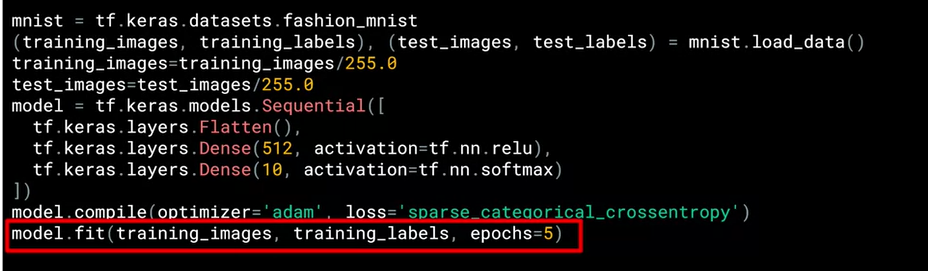 mnist = tf.keras.datasets.fashion_mnist
(training_images, training_labels), (test_images, test_labels) = mnist.load_data()
training_images=training_images/255.0
test_images=test_images/255.0
model = tf.keras.models.Sequential([
  tf.keras.layers.Flatten(),
  tf.keras.layers.Dense(512, activation=tf.nn.relu),
  tf.keras.layers.Dense(10, activation=tf.nn.softmax)
])
model.compile(optimizer='adam', loss='sparse_categorical_crossentropy')
model.fit(training_images, training_labels, epochs=5)